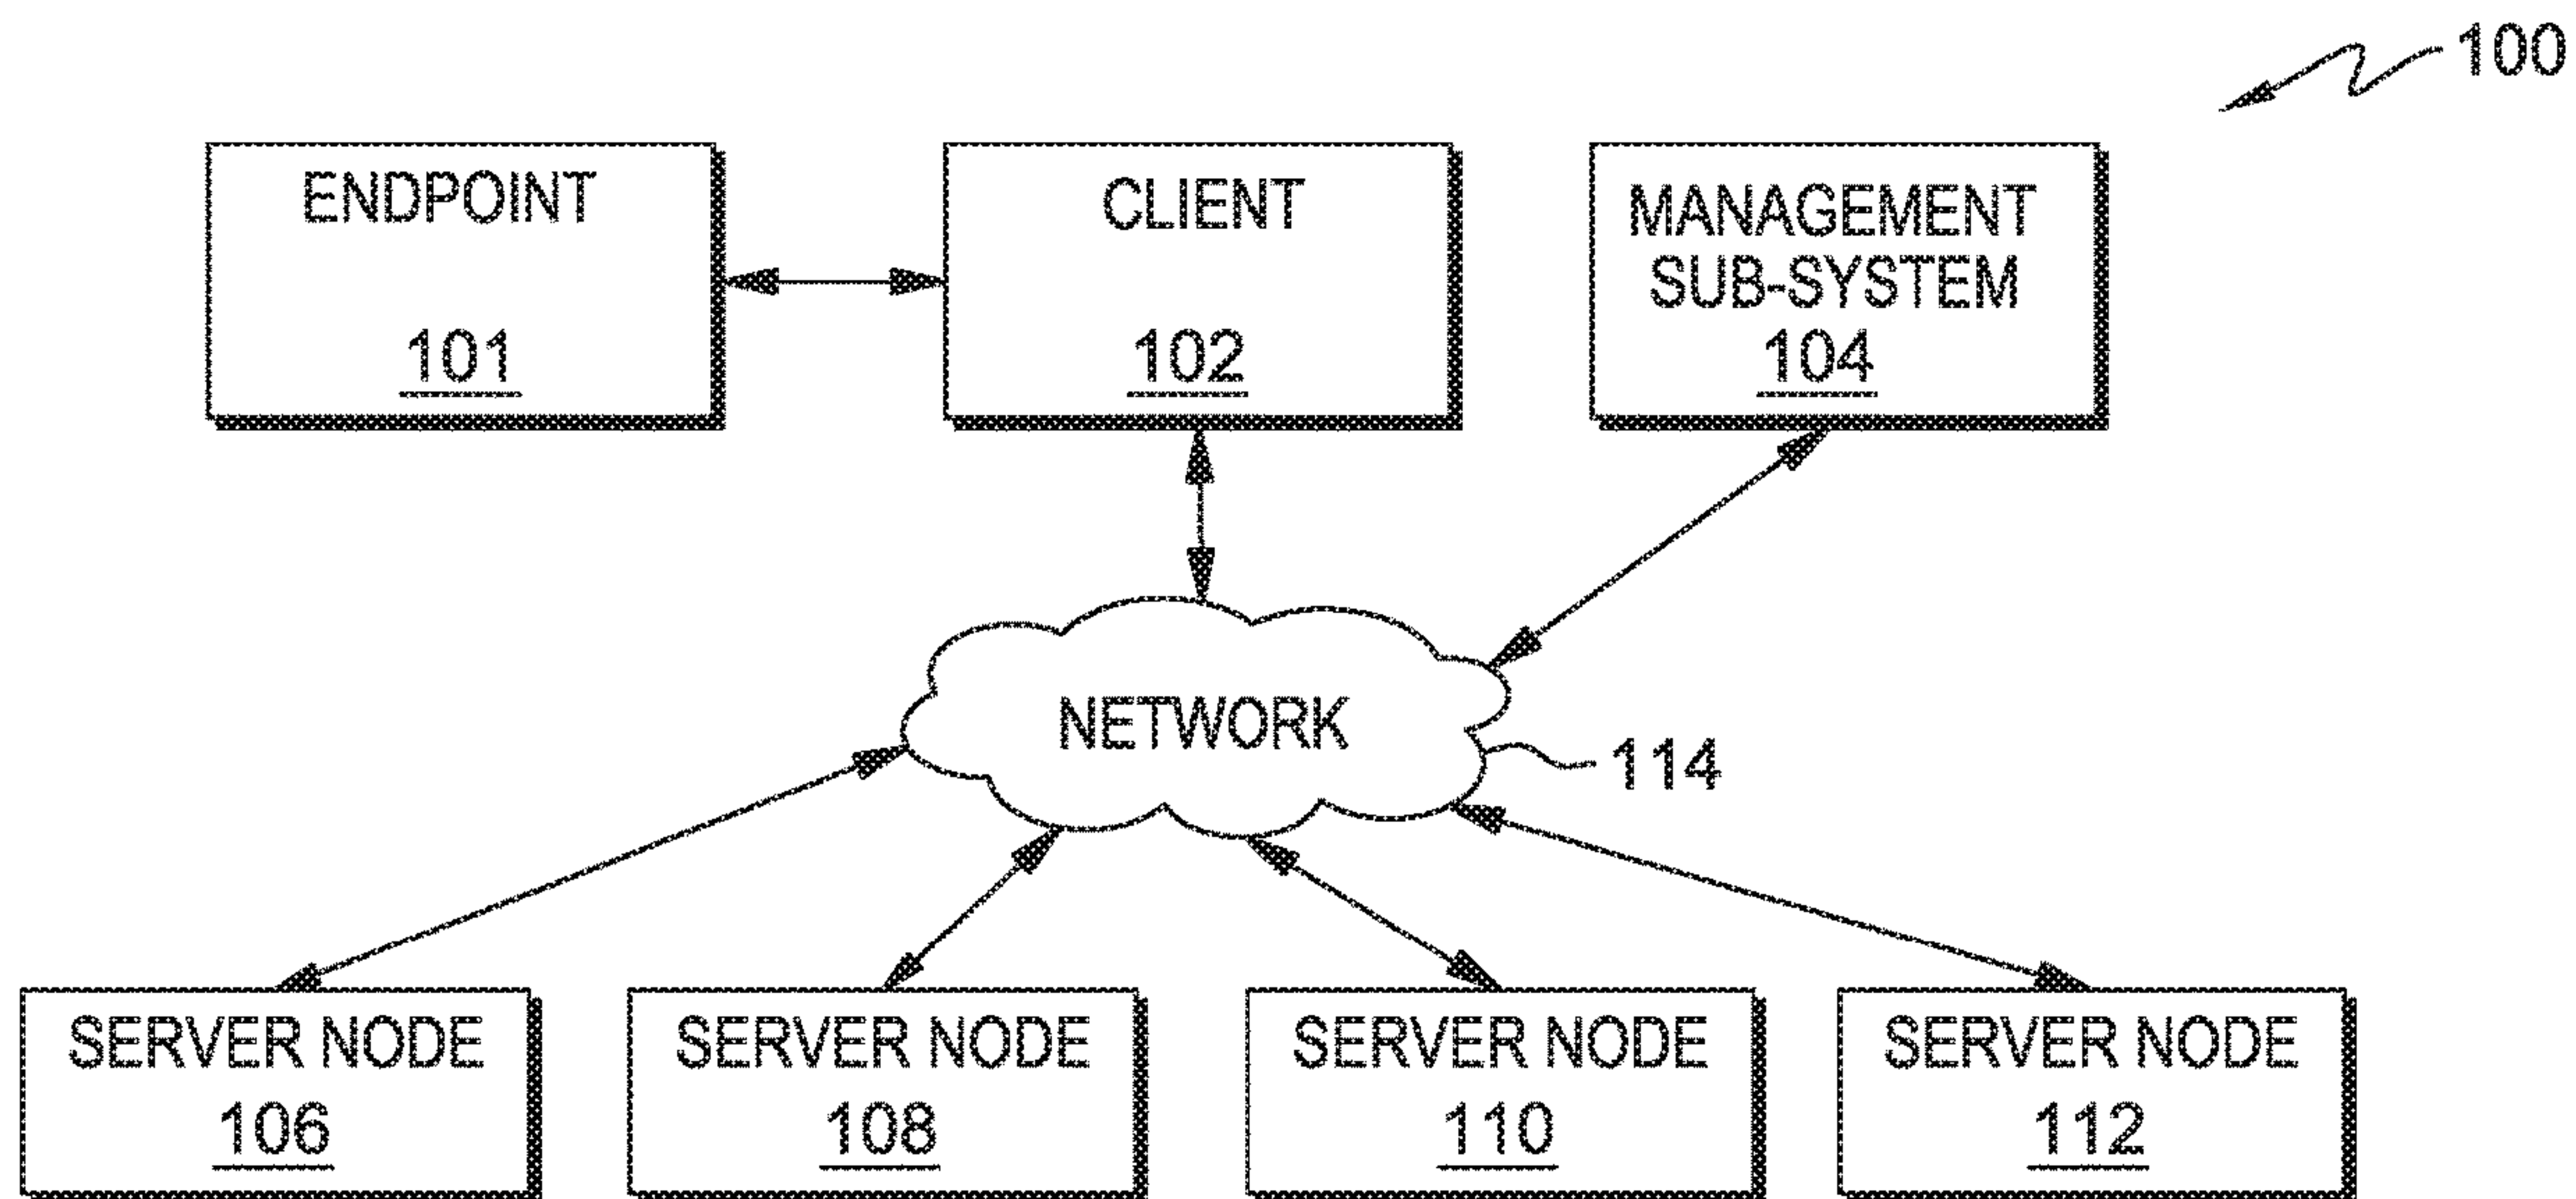 100
ENDPOINT
101
CLIENT
102
MANAGEMENT
SUB-SYSTEM
104
NETWORK
114
SERVER NODE
106
SERVER NODE
108
SERVER NODE
110
SERVER NODE
112